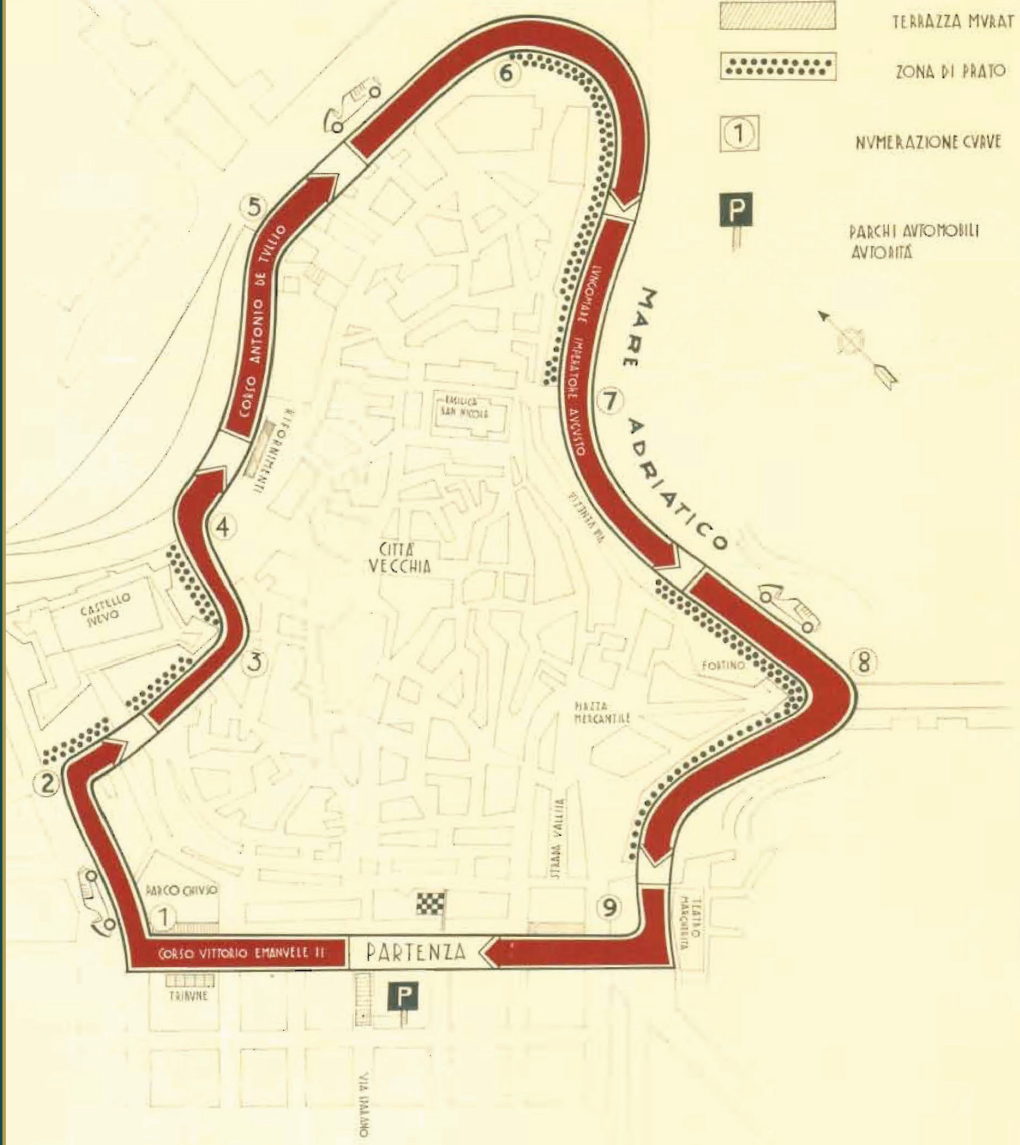 TERRAZZA MVRAT
ZONA DI PRATO
1
NVMERAZIONE CVRVE
P
PARCHI AVTOMOBILI
AVTORITÀ
6
5
CORSO ANTONIO DE TVLLIO
LVNGOMARE IMPERATORE AVGVSTO
MARE ADRIATICO
7
BASILICA
SAN NICOLA
RIFORNIMENTI
4
VIA VENEZIA
CITTÀ
VECCHIA
CASTELLO
SVEVO
3
FORTINO
8
PIAZZA
MERCANTILE
2
STRADA VALLISA
PARCO CHIVSO
1
9
TEATRO
MARGHERITA
CORSO VITTORIO EMANVELE II
PARTENZA
TRIBVNE
P
VIA SPARANO